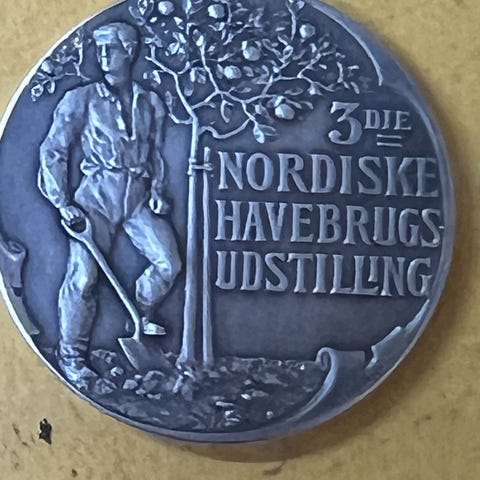 3DIE
NORDISKE
HAVEBRUGS-
UDSTILLING